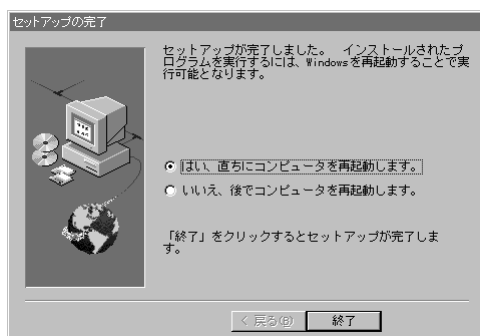 セットアップの完了
セットアップが完了しました。 インストールされたプ
ログラムを実行するには、Windowsを再起動することで実
行可能となります。
はい、直ちにコンピュータを再起動します。
いいえ、後でコンピュータを再起動します。
「終了」をクリックするとセットアップが完了しま
す。
< 戻る(B)
終了